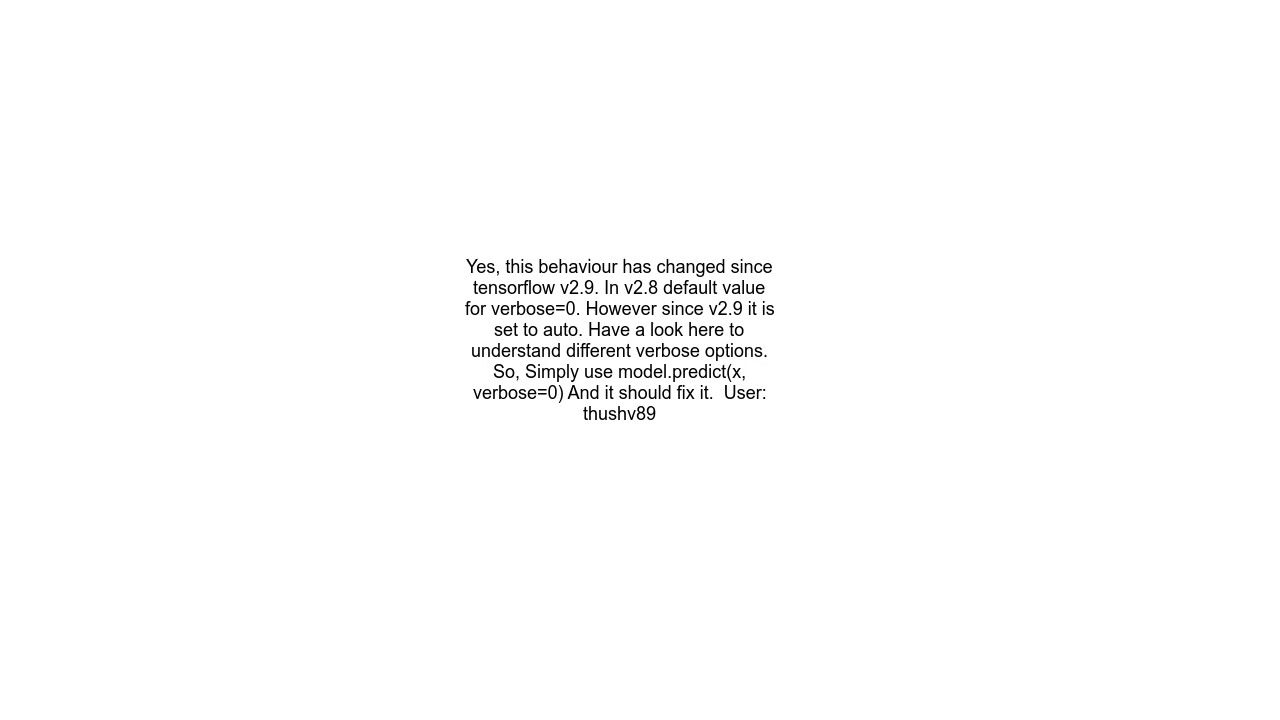 Yes, this behaviour has changed since
tensorflow v2.9. In v2.8 default value
for verbose=0. However since v2.9 it is
set to auto. Have a look here to
understand different verbose options.
So, Simply use model.predict(x,
verbose=0) And it should fix it.  User:
thushv89